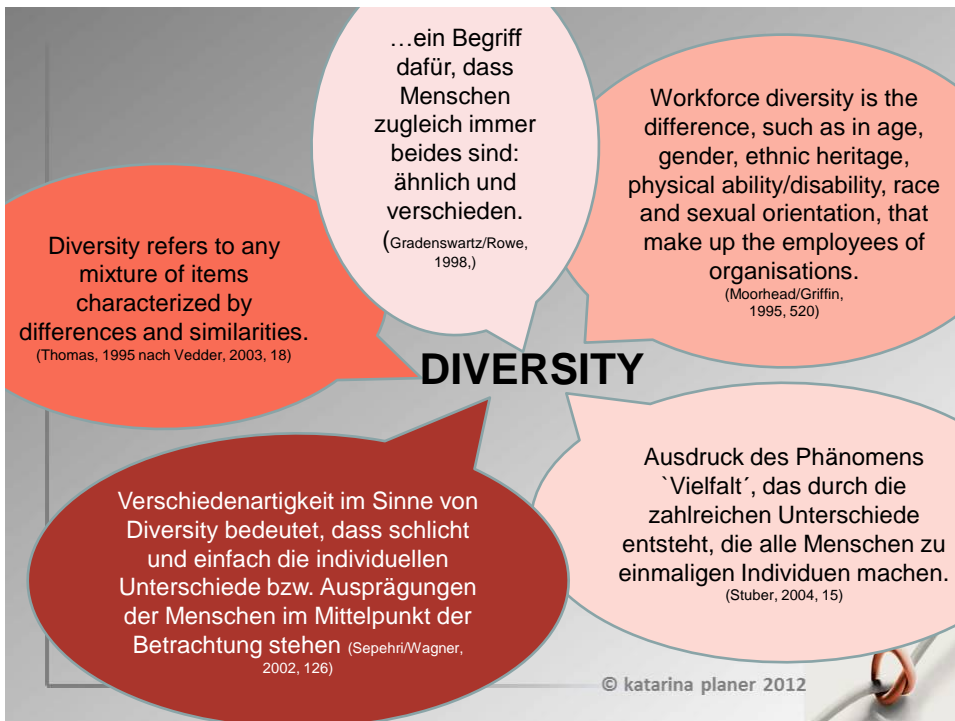 …ein Begriff
dafür, dass
Menschen
zugleich immer
beides sind:
ähnlich und
verschieden.
(Gradenswartz/Rowe,
1998,)
Workforce diversity is the
difference, such as in age,
gender, ethnic heritage,
physical ability/disability, race
and sexual orientation, that
make up the employees of
organisations.
(Moorhead/Griffin,
1995, 520)
Diversity refers to any
mixture of items
characterized by
differences and similarities.
(Thomas, 1995 nach Vedder, 2003, 18)
DIVERSITY
Verschiedenartigkeit im Sinne von
Diversity bedeutet, dass schlicht
und einfach die individuellen
Unterschiede bzw. Ausprägungen
der Menschen im Mittelpunkt der
Betrachtung stehen (Sepehri/Wagner,
2002, 126)
Ausdruck des Phänomens
`Vielfalt´, das durch die
zahlreichen Unterschiede
entsteht, die alle Menschen zu
einmaligen Individuen machen.
(Stuber, 2004, 15)
© katarina planer 2012